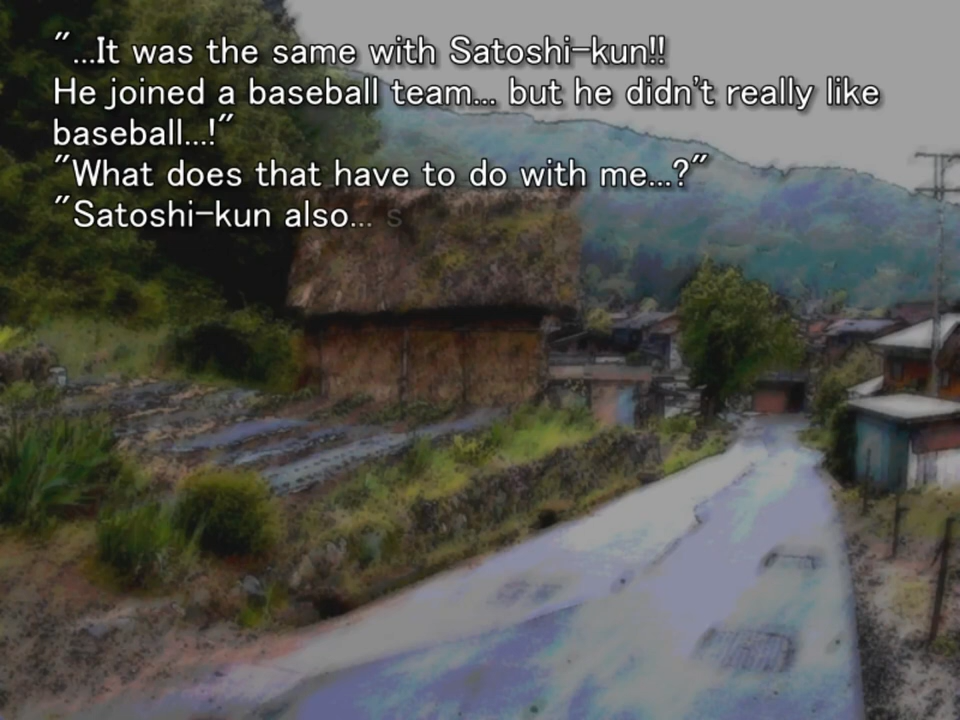 "...It was the same with Satoshi-kun!!
He joined a baseball team... but he didn't really like
baseball...!"
"What does that have to do with me...?"
"Satoshi-kun also... s